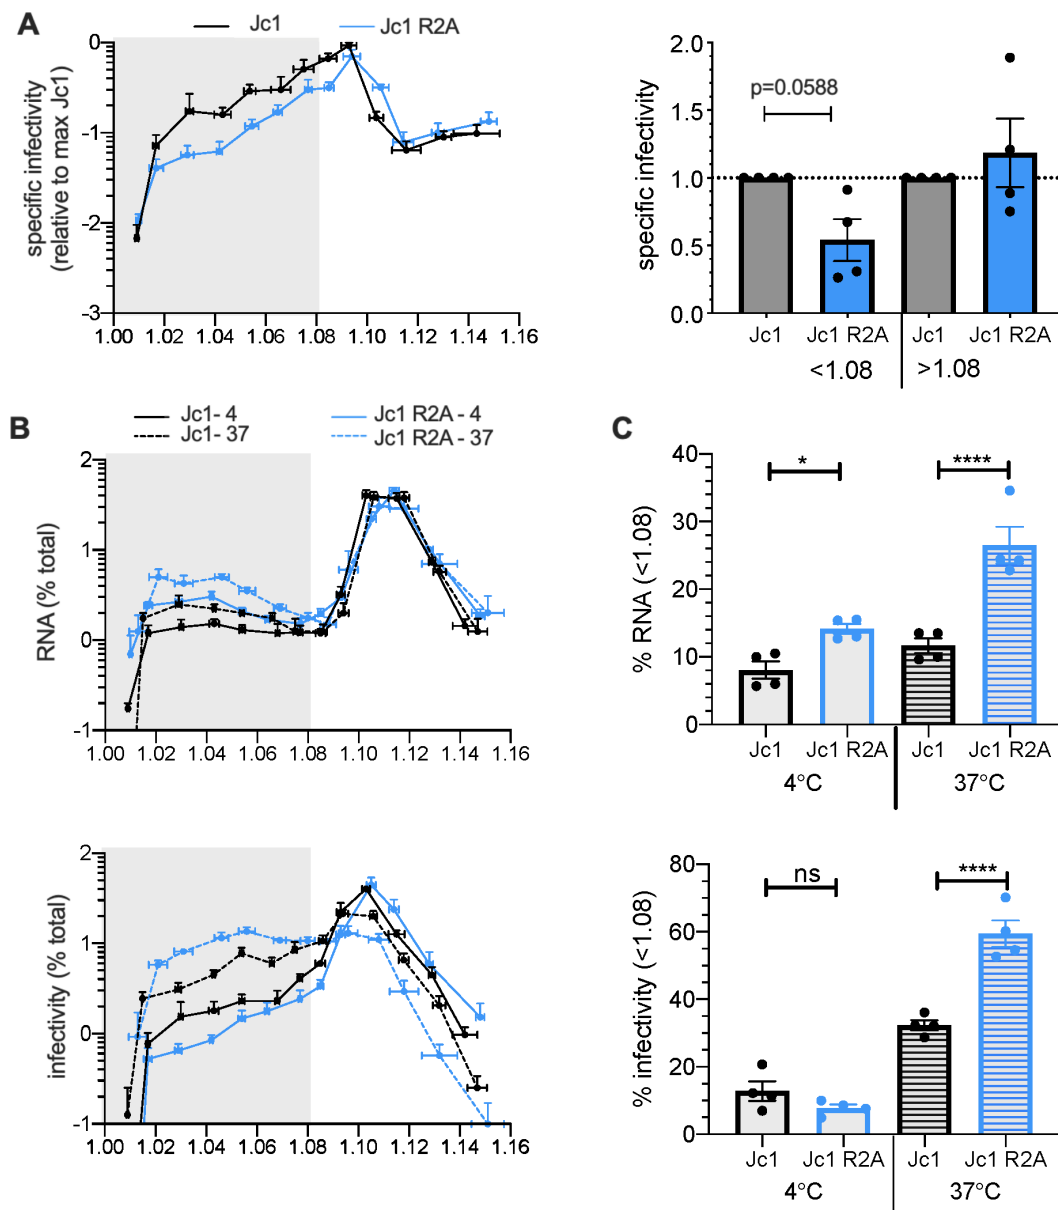 A
Jc1
Jc1 R2A
specific infectivity
(relative to max Jc1)
0
-1
-2
-3
1.00 1.02 1.04 1.06 1.08 1.10 1.12 1.14 1.16
specific infectivity
2.0
1.5
1.0
0.5
0.0
p=0.0588
Jc1 Jc1 R2A Jc1 Jc1 R2A
<1.08 >1.08
B
Jc1- 4
Jc1- 37
Jc1 R2A - 4
Jc1 R2A - 37
RNA (% total)
2
1
0
-1
1.00 1.02 1.04 1.06 1.08 1.10 1.12 1.14 1.16
infectivity (% total)
2
1
0
-1
1.00 1.02 1.04 1.06 1.08 1.10 1.12 1.14 1.16
C
% RNA (<1.08)
40
30
20
10
0
* ****
Jc1 Jc1 R2A Jc1 Jc1 R2A
4°C 37°C
% infectivity (<1.08)
80
60
40
20
0
ns ****
Jc1 Jc1 R2A Jc1 Jc1 R2A
4°C 37°C